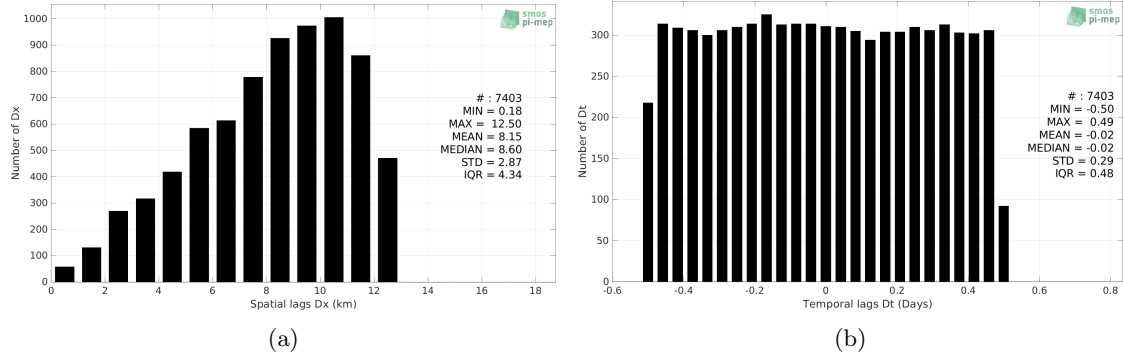 smos
pi-mep
1000
900
800
700
600
500
400
300
200
100
0
Number of Dx
# : 7403
MIN = 0.18
MAX = 12.50
MEAN = 8.15
MEDIAN = 8.60
STD = 2.87
IQR = 4.34
0 2 4 6 8 10 12 14 16 18
Spatial lags Dx (km)
(a)
smos
pi-mep
300
250
200
150
100
50
0
Number of Dt
# : 7403
MIN = -0.50
MAX = 0.49
MEAN = -0.02
MEDIAN = -0.02
STD = 0.29
IQR = 0.48
-0.6 -0.4 -0.2 0 0.2 0.4 0.6 0.8
Temporal lags Dt (Days)
(b)